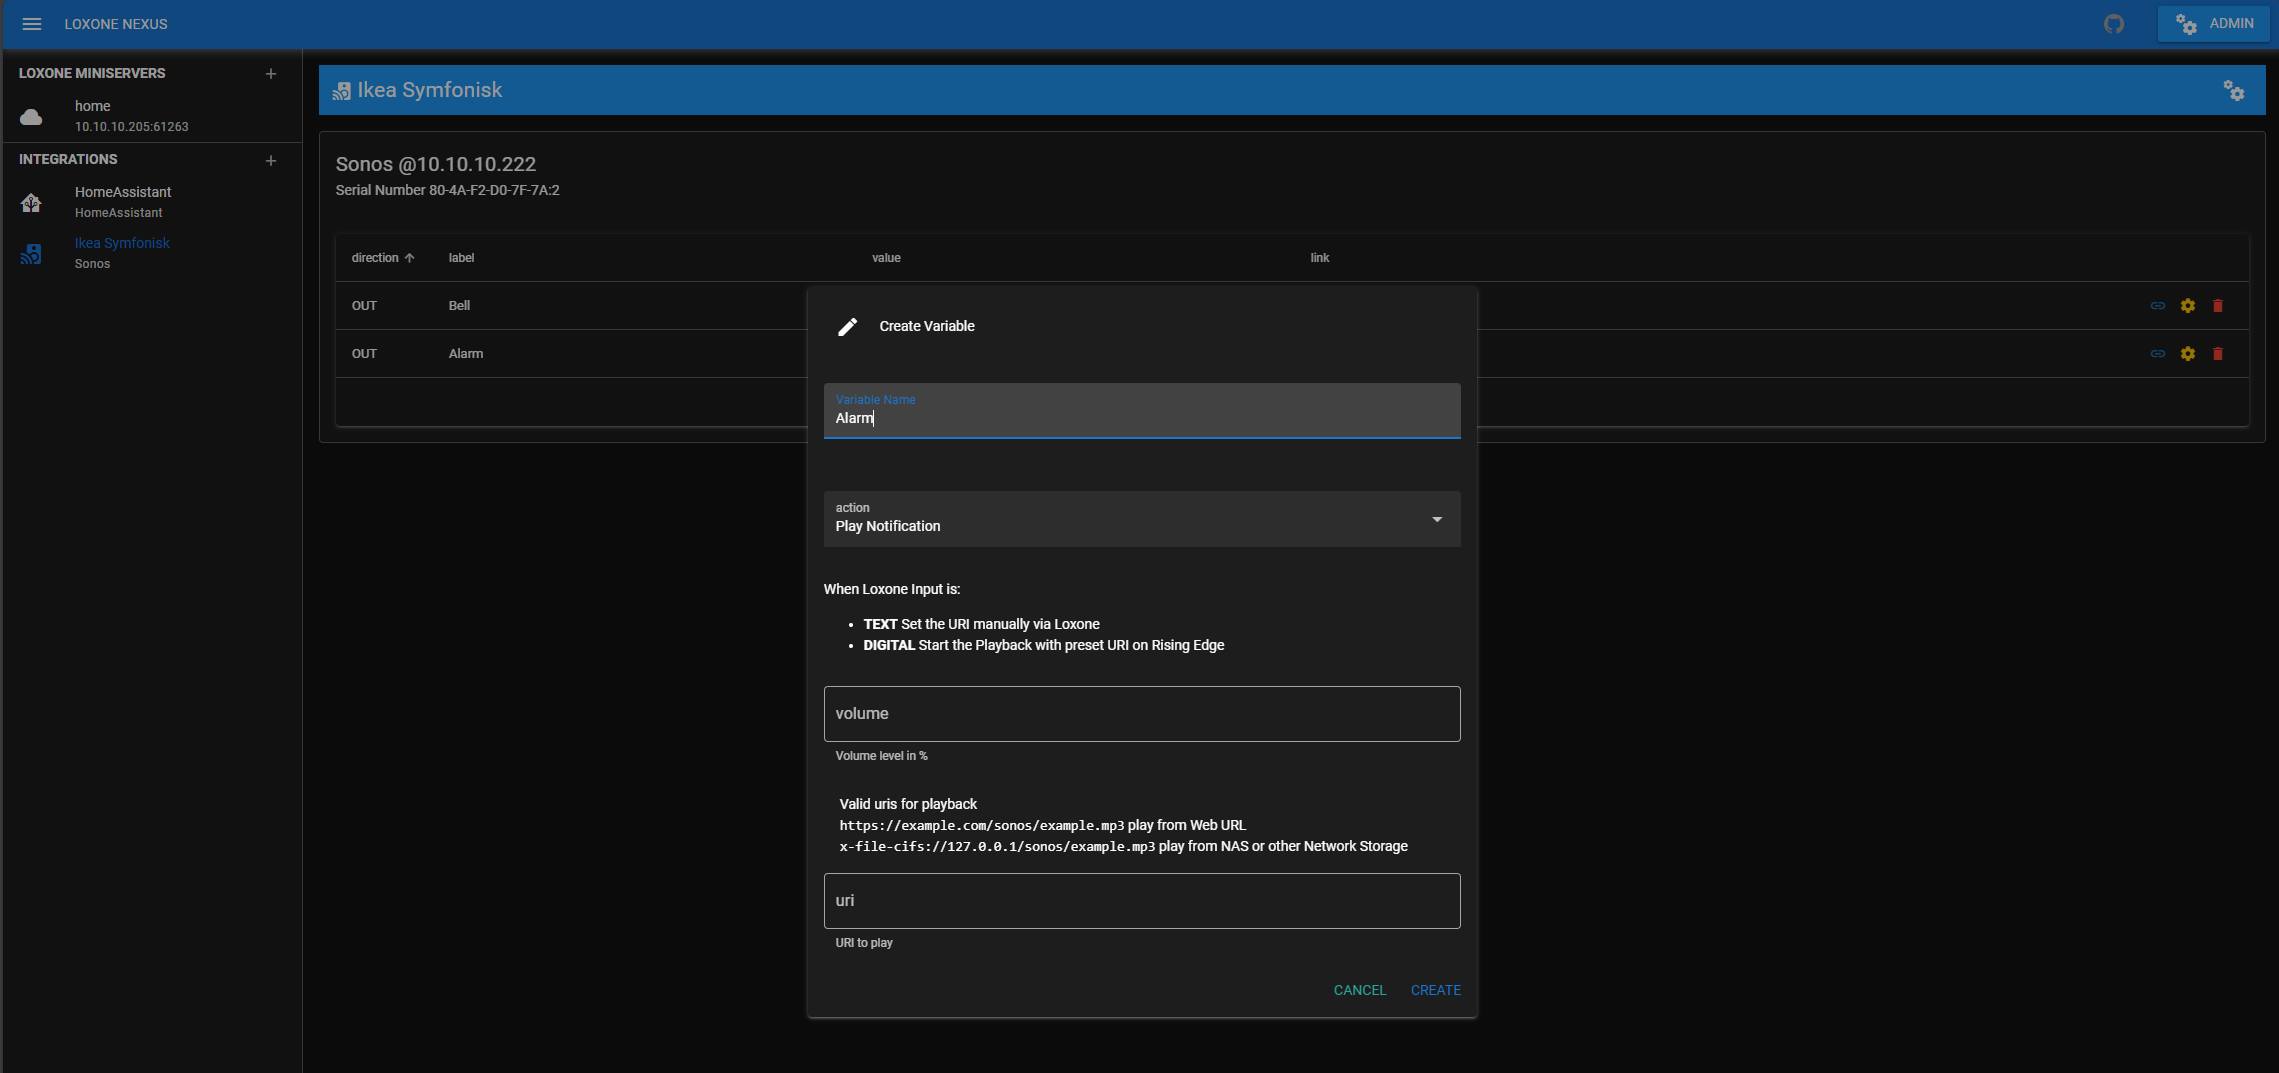 LOXONE NEXUS
ADMIN
LOXONE MINISERVERS
home
10.10.10.205:61263
INTEGRATIONS
HomeAssistant
HomeAssistant
Ikea Symfonisk
Sonos
Ikea Symfonisk
Sonos @10.10.10.222
Serial Number 80-4A-F2-D0-7F-7A:2
direction label value link
OUT Bell
OUT Alarm
Create Variable
Variable Name
Alarm
action
Play Notification
When Loxone Input is:
• TEXT Set the URI manually via Loxone
• DIGITAL Start the Playback with preset URI on Rising Edge
volume
Volume level in %
Valid uris for playback
https://example.com/sonos/example.mp3 play from Web URL
x-file-cifs://127.0.0.1/sonos/example.mp3 play from NAS or other Network Storage
uri
URI to play
CANCEL CREATE